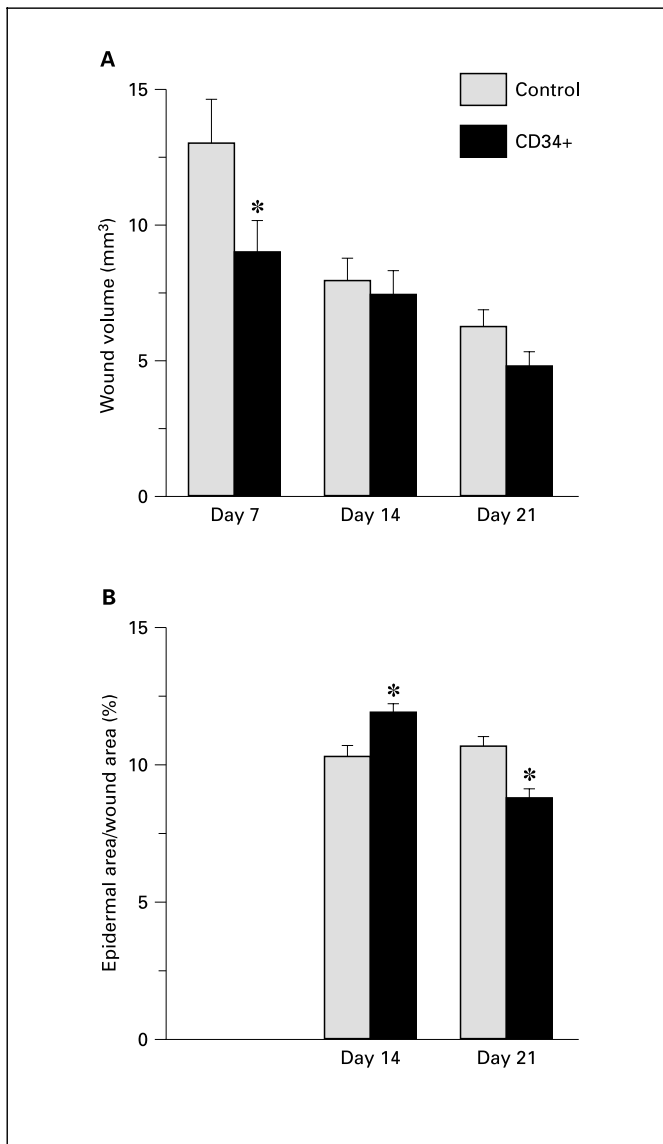 A
15
10
5
0
Wound volume (mm³)
Control
CD34+
*
Day 7 Day 14 Day 21
B
15
10
5
0
Epidermal area/wound area (%)
*
*
Day 14 Day 21